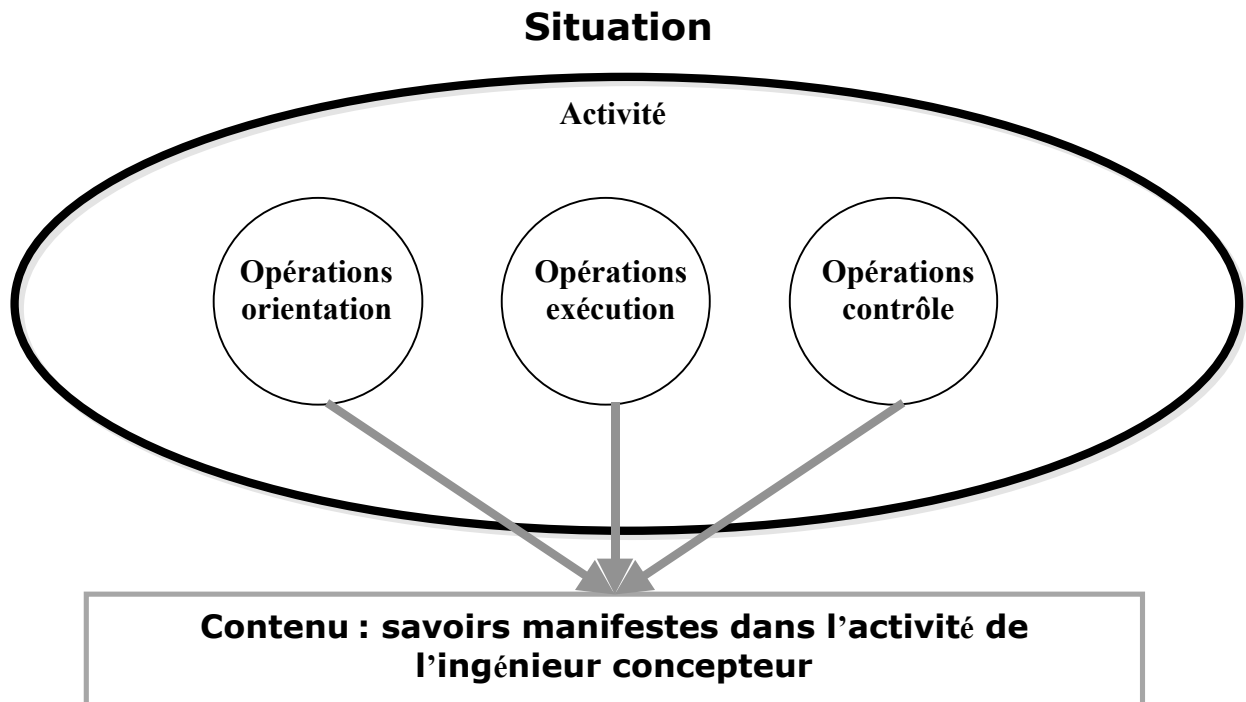 Situation
Activité
Opérations
orientation
Opérations
exécution
Opérations
contrôle
Contenu : savoirs manifestes dans l’activité de
l’ingénieur concepteur